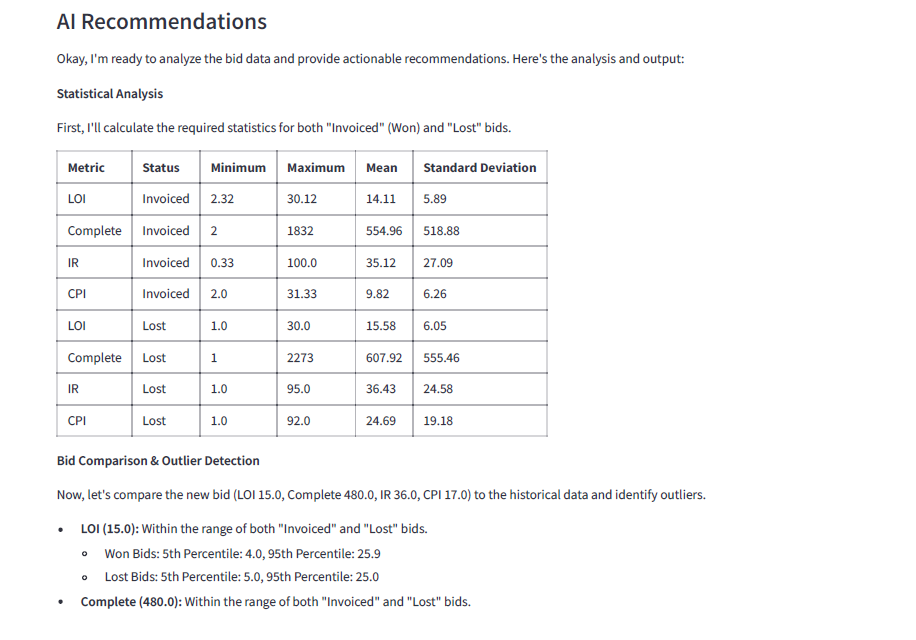 AI Recommendations
Okay, I'm ready to analyze the bid data and provide actionable recommendations. Here's the analysis and output:
Statistical Analysis
First, I'll calculate the required statistics for both "Invoiced" (Won) and "Lost" bids.
Metric Status Minimum Maximum Mean Standard Deviation
LOI Invoiced 2.32 30.12 14.11 5.89
Complete Invoiced 2 1832 554.96 518.88
IR Invoiced 0.33 100.0 35.12 27.09
CPI Invoiced 2.0 31.33 9.82 6.26
LOI Lost 1.0 30.0 15.58 6.05
Complete Lost 1 2273 607.92 555.46
IR Lost 1.0 95.0 36.43 24.58
CPI Lost 1.0 92.0 24.69 19.18
Bid Comparison & Outlier Detection
Now, let's compare the new bid (LOI 15.0, Complete 480.0, IR 36.0, CPI 17.0) to the historical data and identify outliers.
• LOI (15.0): Within the range of both "Invoiced" and "Lost" bids.
◦ Won Bids: 5th Percentile: 4.0, 95th Percentile: 25.9
◦ Lost Bids: 5th Percentile: 5.0, 95th Percentile: 25.0
• Complete (480.0): Within the range of both "Invoiced" and "Lost" bids.